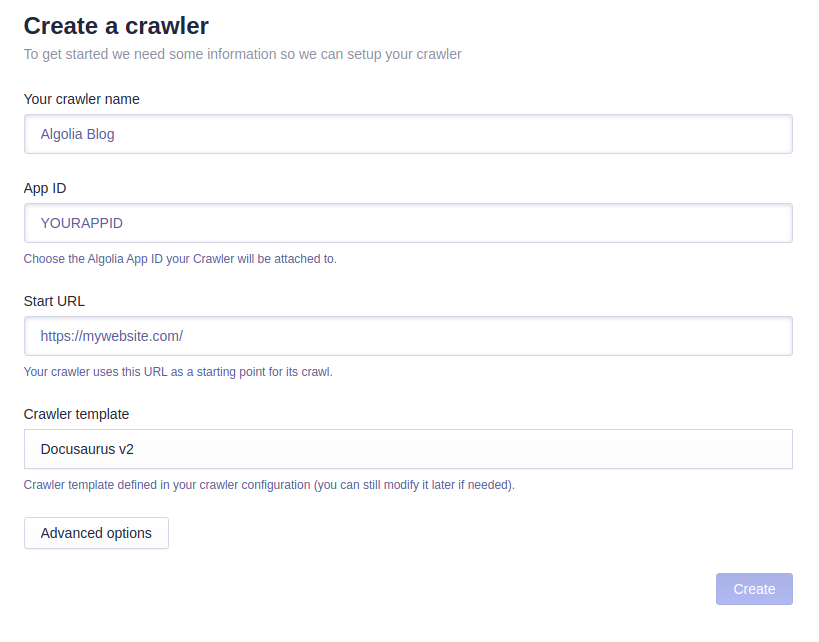 Create a crawler
To get started we need some information so we can setup your crawler
Your crawler name
Algolia Blog
App ID
YOURAPPID
Choose the Algolia App ID your Crawler will be attached to.
Start URL
https://mywebsite.com/
Your crawler uses this URL as a starting point for its crawl.
Crawler template
Docusaurus v2
Crawler template defined in your crawler configuration (you can still modify it later if needed).
Advanced options
Create